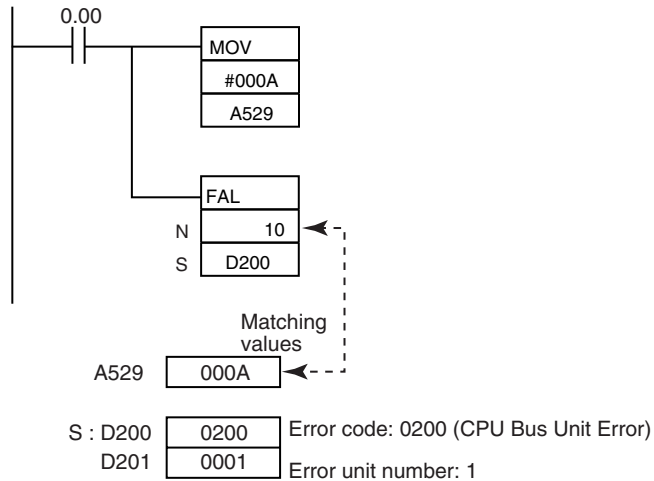 0.00
MOV
#000A
A529
FAL
N 10
S D200
Matching
values
A529 000A
S : D200 0200 Error code: 0200 (CPU Bus Unit Error)
D201 0001 Error unit number: 1